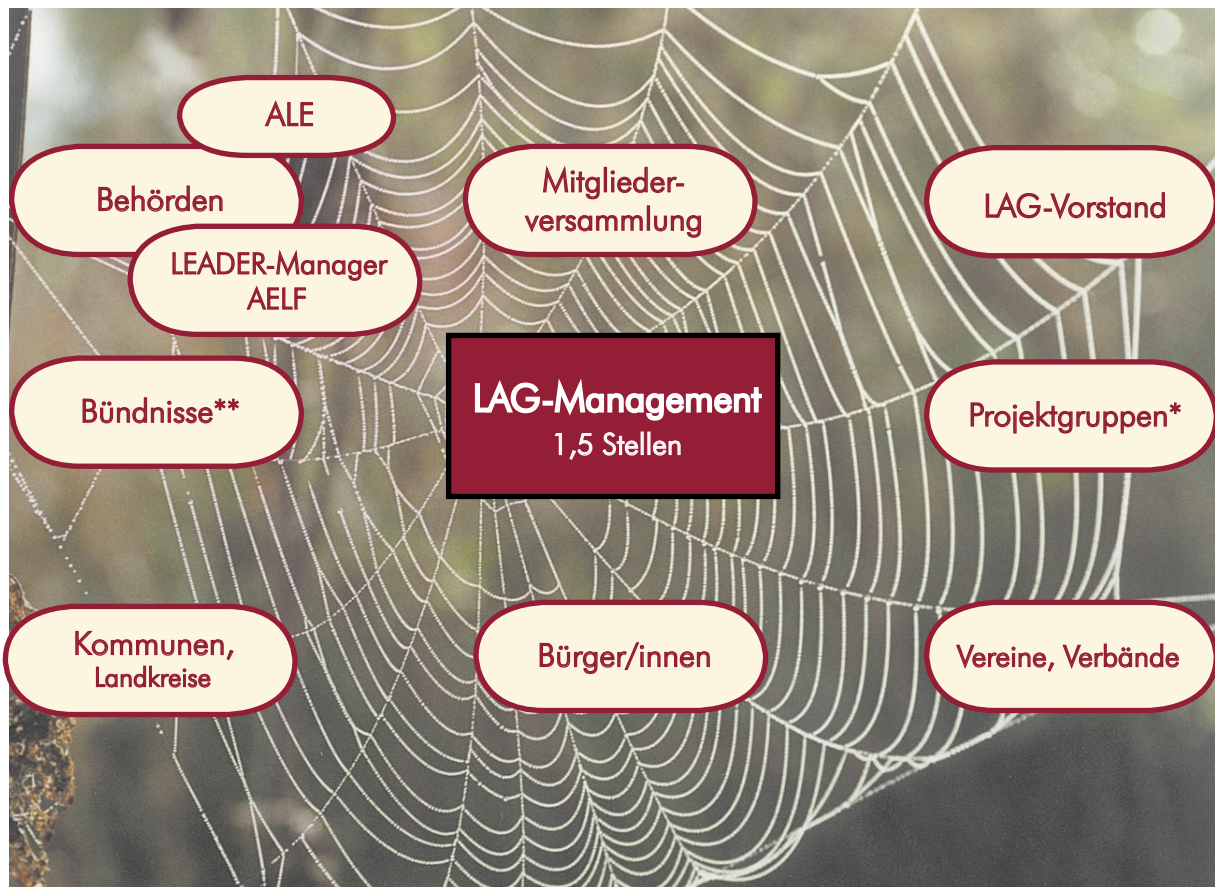 ALE
Behörden
LEADER-Manager
AELF
Mitglieder-
versammlung
LAG-Vorstand
Bündnisse**
LAG-Management
1,5 Stellen
Projektgruppen*
Kommunen,
Landkreise
Bürger/innen
Vereine, Verbände